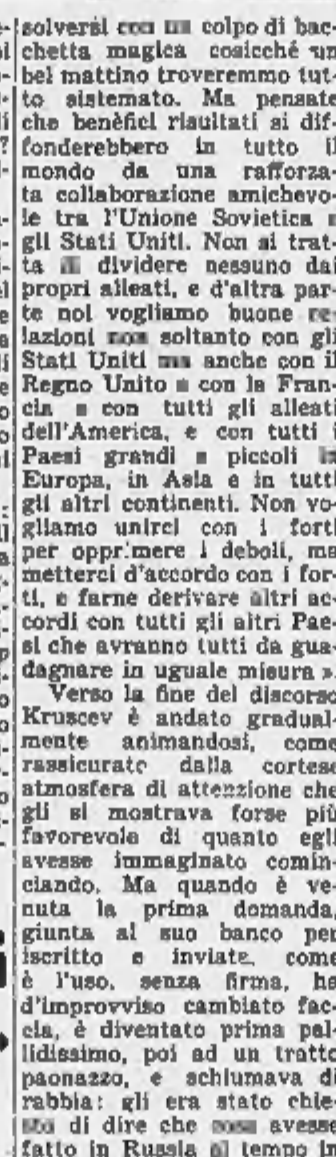 solversi con un colpo di bac-
chetta magica cosicché un
bel mattino troveremmo tut-
to sistemato. Ma pensate
che benèfici risultati si dif-
fonderebbero in tutto il
mondo da una rafforza-
ta collaborazione amichevo-
le tra l'Unione Sovietica e
gli Stati Uniti. Non si trat-
ta di dividere nessuno dai
propri alleati, e d'altra par-
te noi vogliamo buone re-
lazioni non soltanto con gli
Stati Uniti ma anche con il
Regno Unito e con la Fran-
cia e con tutti gli alleati
dell'America, e con tutti i
Paesi grandi e piccoli in
Europa, in Asia e in tutti
gli altri continenti. Non vo-
gliamo unirci con i forti
per opprimere i deboli, ma
metterci d'accordo con i for-
ti, e farne derivare altri ac-
cordi con tutti gli altri Pae-
si che avranno tutti da gua-
dagnare in uguale misura ».
Verso la fine del discorso
Kruscev è andato gradual-
mente animandosi, come
rassicurato dalla cortese
atmosfera di attenzione che
gli si mostrava forse più
favorevole di quanto egli
avesse immaginato comin-
ciando. Ma quando è ve-
nuta la prima domanda,
giunta al suo banco per
iscritto e inviata, come
è l'uso, senza firma, ha
d'improvviso cambiato fac-
cia, è diventato prima pal-
lidissimo, poi ad un tratto
paonazzo, e schiumava di
rabbia: gli era stato chie-
sto di dire che cosa avesse
fatto in Russia al tempo in